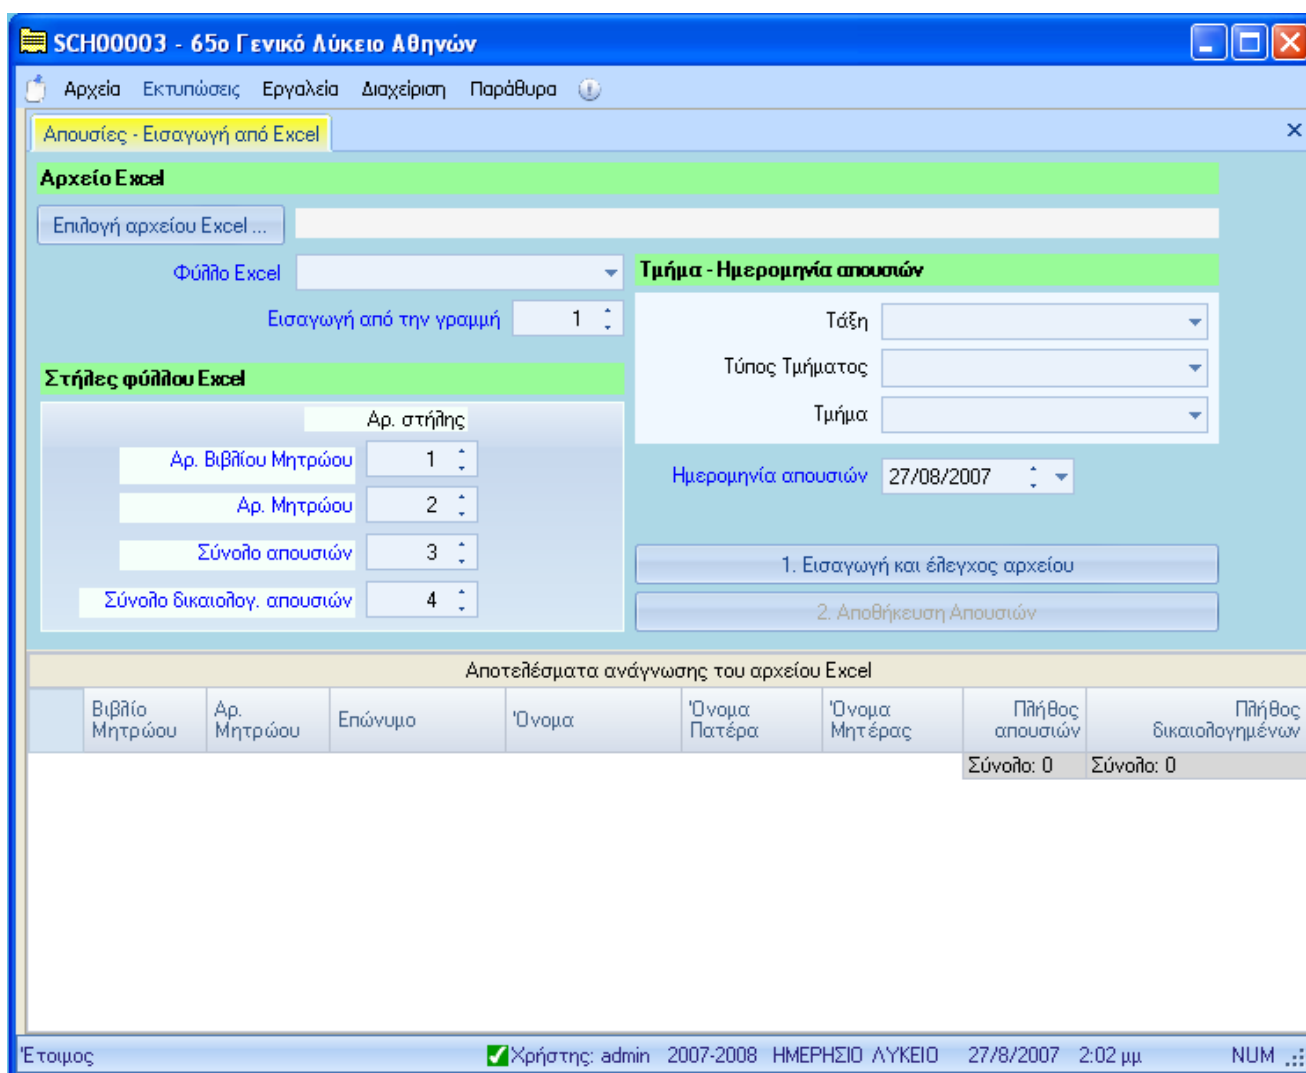 SCH00003 - 65ο Γενικό Λύκειο Αθηνών
Αρχεία Εκτυπώσεις Εργαλεία Διαχείριση Παράθυρα
Απουσίες - Εισαγωγή από Excel
Αρχείο Excel
Επιλογή αρχείου Excel ...
Φύλλο Excel
Εισαγωγή από την γραμμή 1
Τμήμα - Ημερομηνία απουσιών
Τάξη
Τύπος Τμήματος
Τμήμα
Ημερομηνία απουσιών 27/08/2007
Στήλες φύλλου Excel
Αρ. στήλης
Αρ. Βιβλίου Μητρώου 1
Αρ. Μητρώου 2
Σύνολο απουσιών 3
Σύνολο δικαιολογ. απουσιών 4
1. Εισαγωγή και έλεγχος αρχείου
2. Αποθήκευση Απουσιών
Αποτελέσματα ανάγνωσης του αρχείου Excel
Βιβλίο Μητρώου Αρ. Μητρώου Επώνυμο Όνομα Όνομα Πατέρα Όνομα Μητέρας Πλήθος απουσιών Πλήθος δικαιολογημένων
Σύνολο: 0 Σύνολο: 0
Έτοιμος Χρήστης: admin 2007-2008 ΗΜΕΡΗΣΙΟ ΛΥΚΕΙΟ 27/8/2007 2:02 μμ NUM